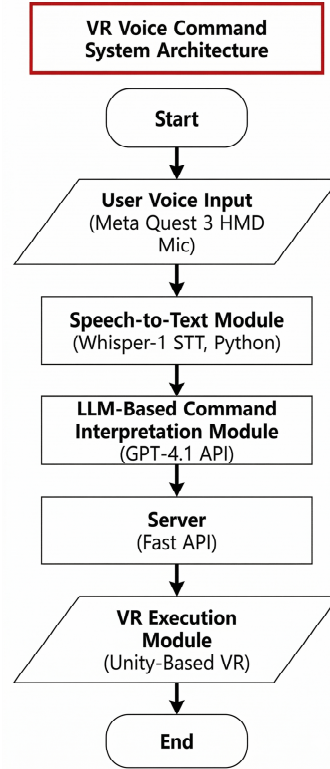 VR Voice Command
System Architecture
Start
User Voice Input
(Meta Quest 3 HMD
Mic)
Speech-to-Text Module
(Whisper-1 STT, Python)
LLM-Based Command
Interpretation Module
(GPT-4.1 API)
Server
(Fast API)
VR Execution
Module
(Unity-Based VR)
End